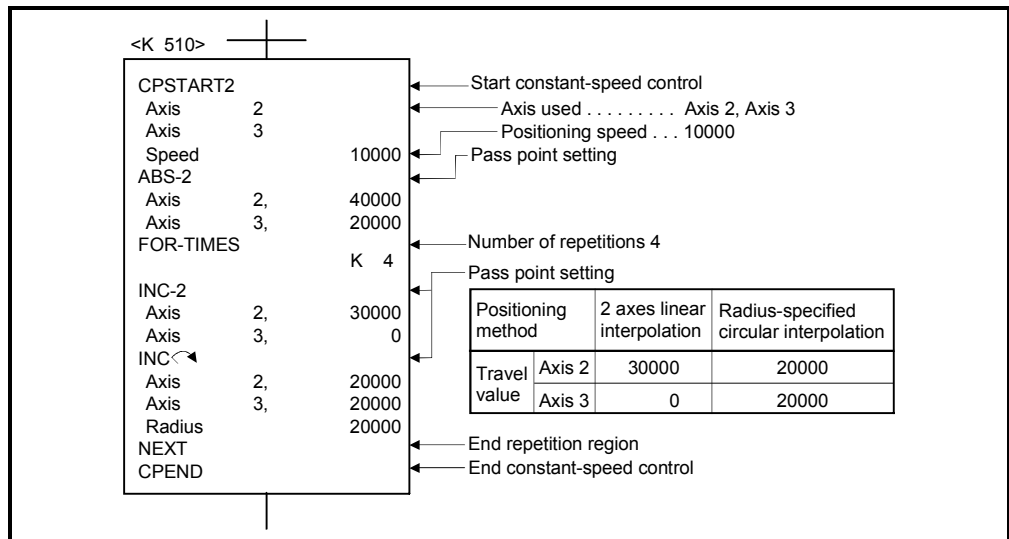 <K 510>
CPSTART2
Axis 2
Axis 3
Speed 10000
ABS-2
Axis 2, 40000
Axis 3, 20000
FOR-TIMES
K 4
INC-2
Axis 2, 30000
Axis 3, 0
INC
Axis 2, 20000
Axis 3, 20000
Radius 20000
NEXT
CPEND
Start constant-speed control
Axis used . . . . . . . . . Axis 2, Axis 3
Positioning speed . . . 10000
Pass point setting
Number of repetitions 4
Pass point setting
Positioning method 2 axes linear interpolation Radius-specified circular interpolation
Travel value Axis 2 30000 20000
Axis 3 0 20000
End repetition region
End constant-speed control